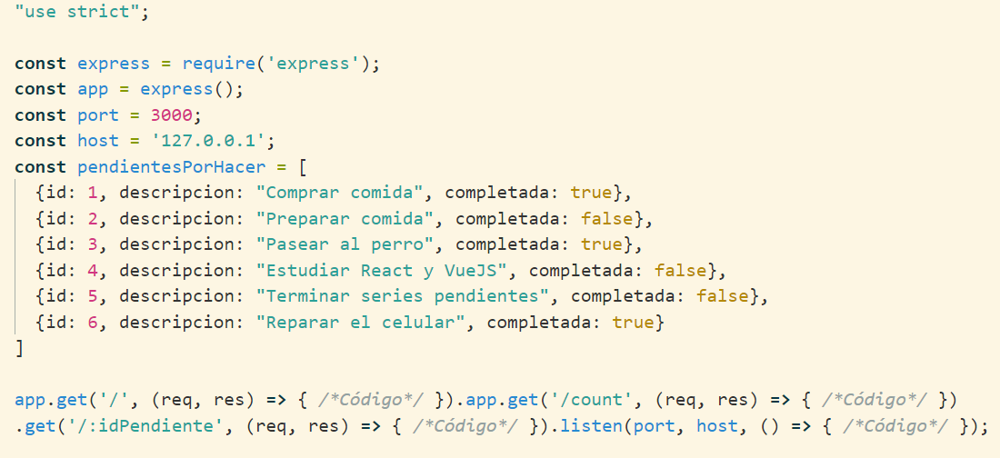 "use strict";
const express = require('express');
const app = express();
const port = 3000;
const host = '127.0.0.1';
const pendientesPorHacer = [
  {id: 1, descripcion: "Comprar comida", completada: true},
  {id: 2, descripcion: "Preparar comida", completada: false},
  {id: 3, descripcion: "Pasear al perro", completada: true},
  {id: 4, descripcion: "Estudiar React y VueJS", completada: false},
  {id: 5, descripcion: "Terminar series pendientes", completada: false},
  {id: 6, descripcion: "Reparar el celular", completada: true}
]
app.get('/', (req, res) => { /*Código*/ }).app.get('/count', (req, res) => { /*Código*/ })
.get('/:idPendiente', (req, res) => { /*Código*/ }).listen(port, host, () => { /*Código*/ });